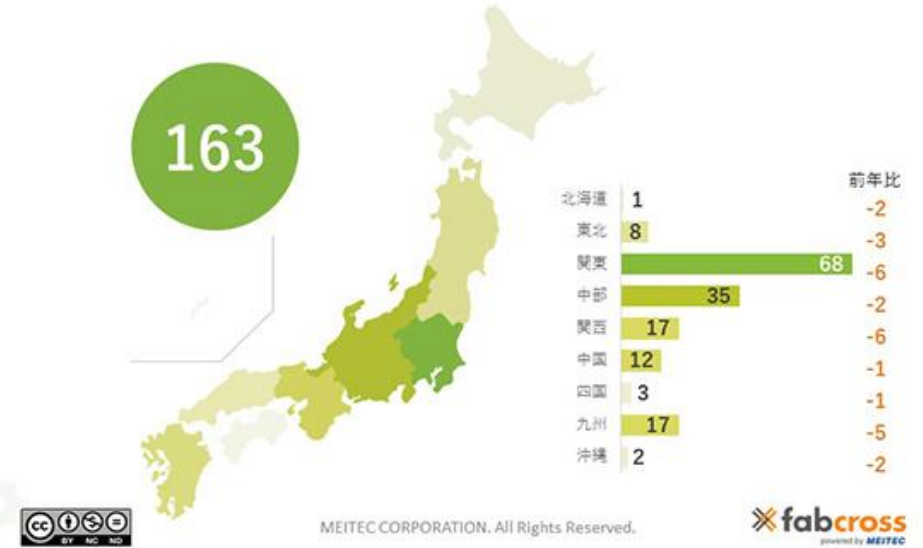 163
前年比
北海道 1 -2
東北 8 -3
関東 68 -6
中部 35 -2
関西 17 -6
中国 12 -1
四国 3 -1
九州 17 -5
沖縄 2 -2
cc BY NC ND
MEITEC CORPORATION. All Rights Reserved.
fabcross
powered by MEITEC